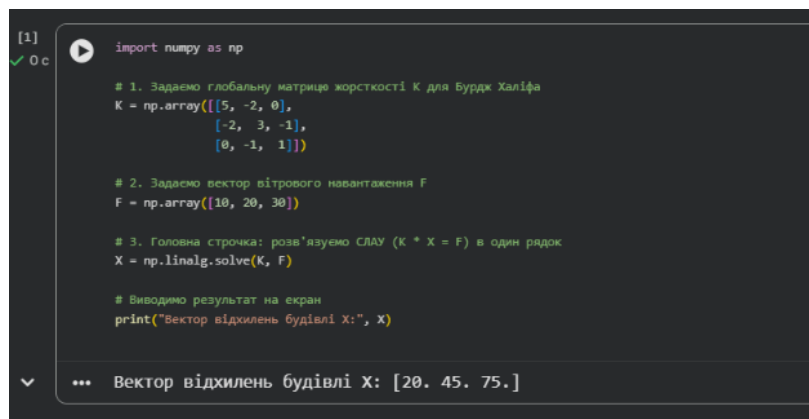 [1]
0 с
import numpy as np
# 1. Задаємо глобальну матрицю жорсткості K для Бурдж Халіфа
K = np.array([[5, -2, 0],
[-2, 3, -1],
[0, -1, 1]])
# 2. Задаємо вектор вітрового навантаження F
F = np.array([10, 20, 30])
# 3. Головна строчка: розв'язуємо СЛАУ (K * X = F) в один рядок
X = np.linalg.solve(K, F)
# Виводимо результат на екран
print("Вектор відхилень будівлі X:", X)
Вектор відхилень будівлі X: [20. 45. 75.]